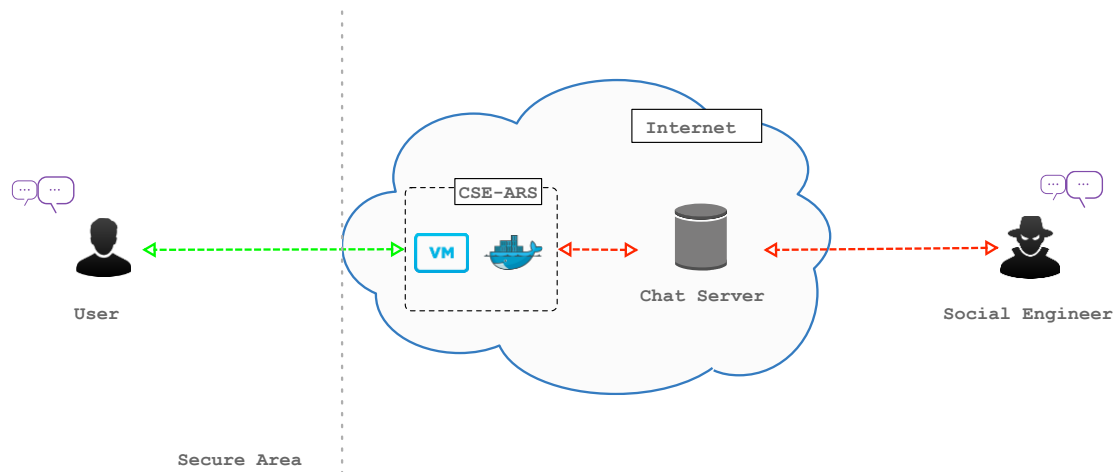 Internet
CSE-ARS
VM
Chat Server
User
Social Engineer
Secure Area